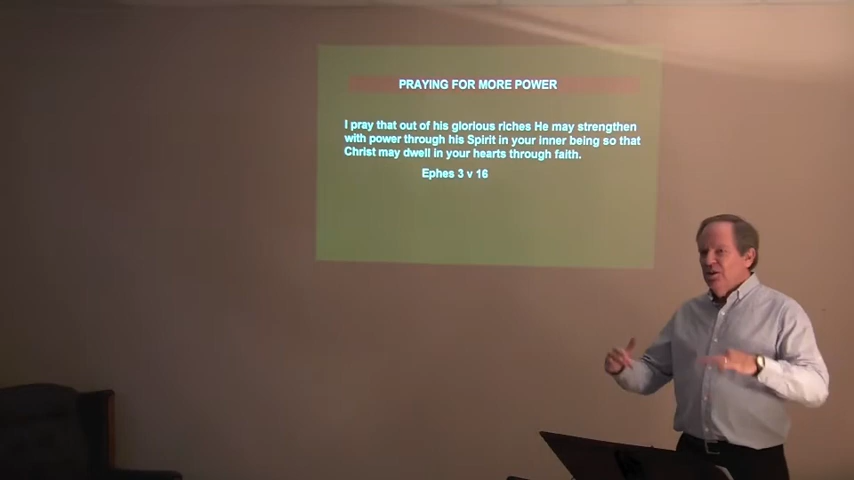 PRAYING FOR MORE POWER
I pray that out of his glorious riches He may strengthen
with power through his Spirit in your inner being so that
Christ may dwell in your hearts through faith.
Ephes 3 v 16